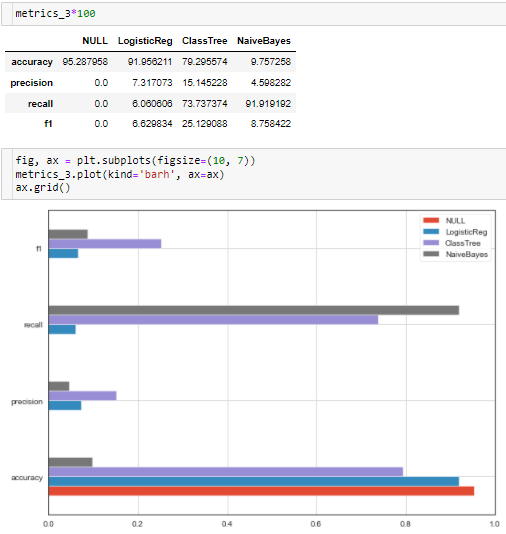 metrics_3*100
NULL LogisticReg ClassTree NaiveBayes
accuracy 95.287958 91.956211 79.295574 9.757258
precision 0.0 7.317073 15.145228 4.598282
recall 0.0 6.060606 73.737374 91.919192
f1 0.0 6.629834 25.129088 8.758422
fig, ax = plt.subplots(figsize=(10, 7))
metrics_3.plot(kind='barh', ax=ax)
ax.grid()
NULL
LogisticReg
ClassTree
NaiveBayes
f1
recall
precision
accuracy
0.0 0.2 0.4 0.6 0.8 1.0